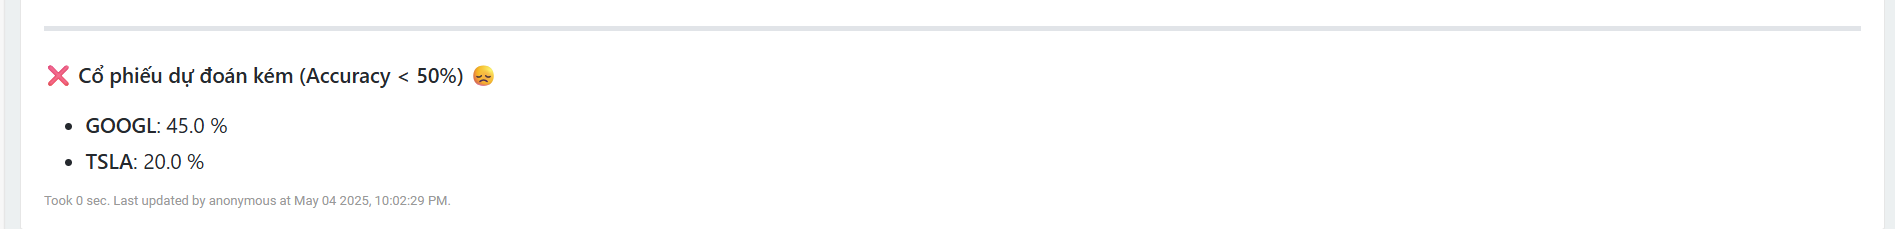 ❌ Cổ phiếu dự đoán kém (Accuracy < 50%) 😞
• GOOGL: 45.0 %
• TSLA: 20.0 %
Took 0 sec. Last updated by anonymous at May 04 2025, 10:02:29 PM.